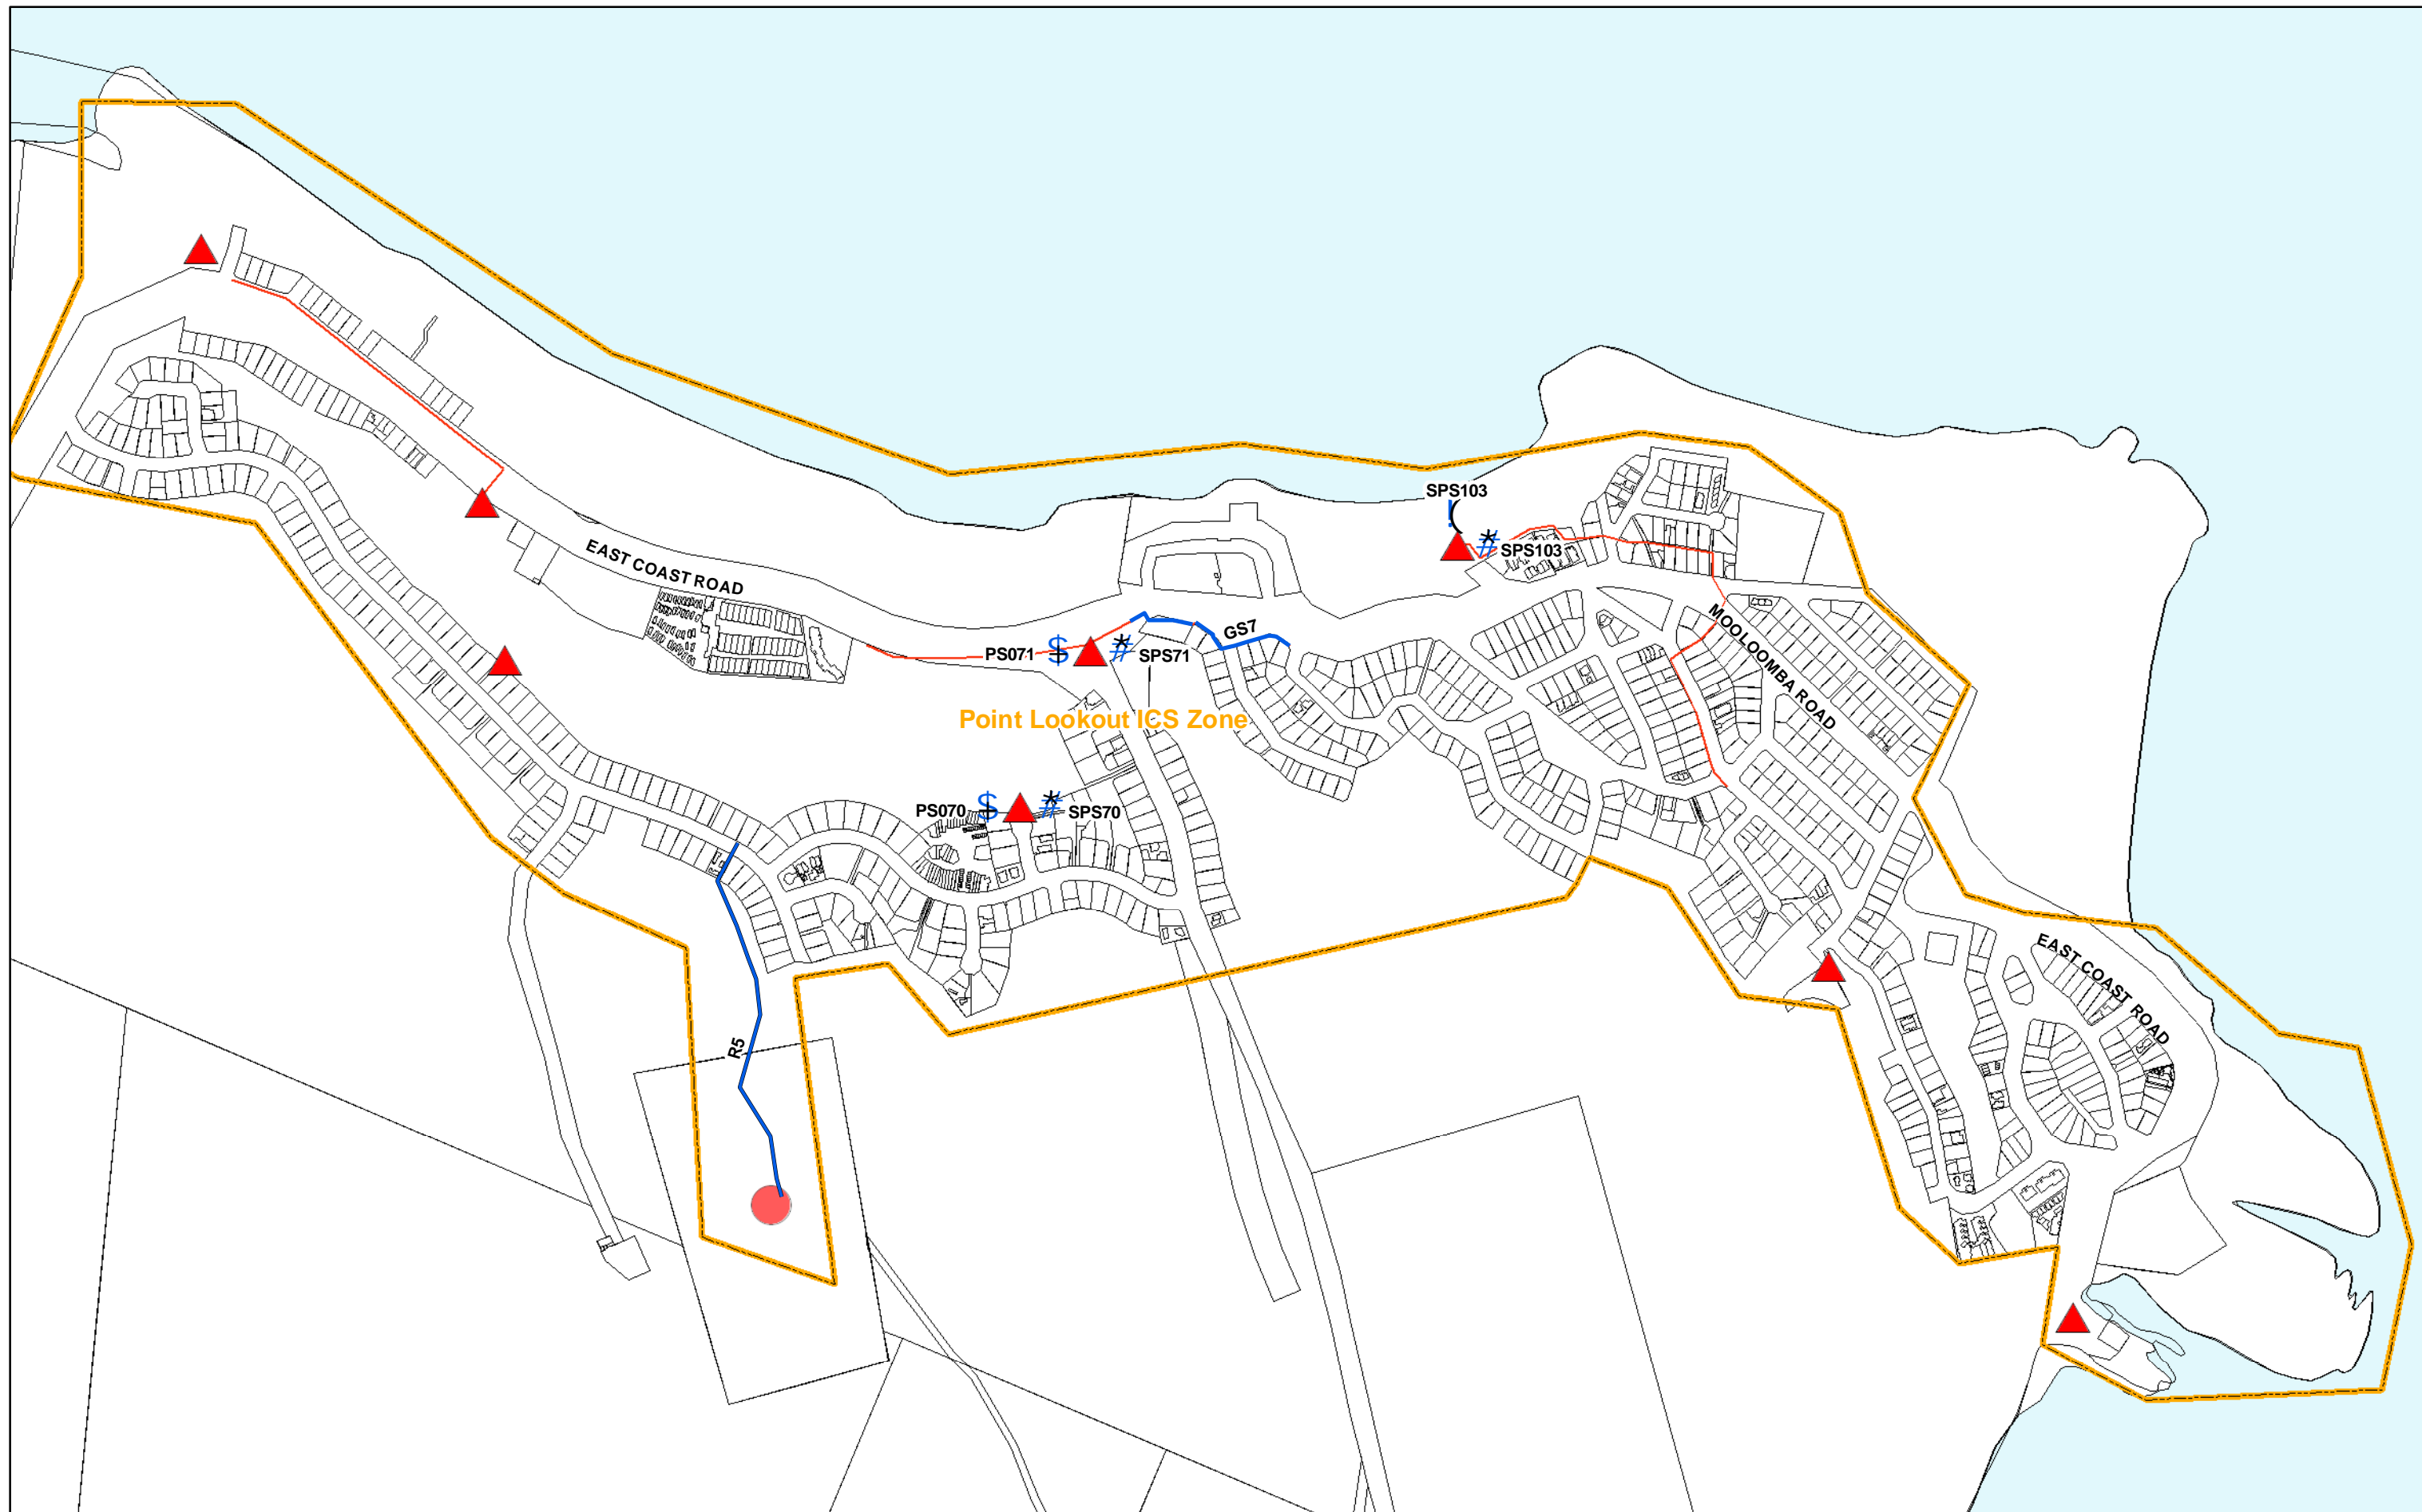 SPS103
SPS103
EAST COAST ROAD
MOOLOOMBA ROAD
GS7
PS071 $ * # SPS71
Point Lookout ICS Zone
PS070 $ * # SPS70
EAST COAST ROAD
R5